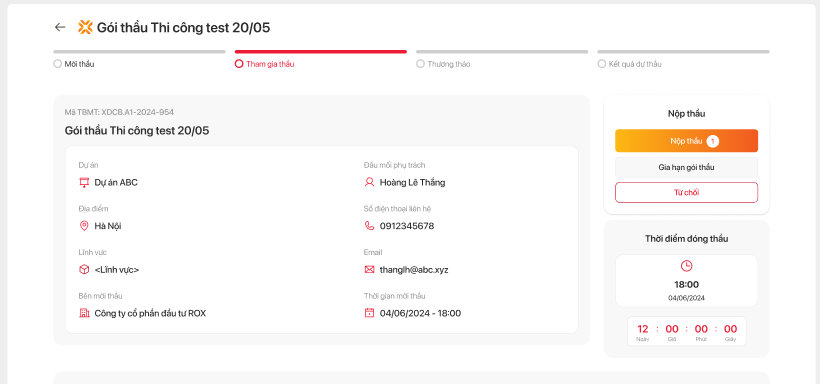 Gói thầu Thi công test 20/05
Mời thầu
Tham gia thầu
Thương thảo
Kết quả dự thầu
Mã TBMT: XDCB.A1-2024-954
Gói thầu Thi công test 20/05
Dự án
Dự án ABC
Đầu mối phụ trách
Hoàng Lê Thắng
Địa điểm
Hà Nội
Số điện thoại liên hệ
0912345678
Lĩnh vực
<Lĩnh vực>
Email
thanglh@abc.xyz
Bên mời thầu
Công ty cổ phần đầu tư ROX
Thời gian mời thầu
04/06/2024 - 18:00
Nộp thầu
Nộp thầu 1
Gia hạn gói thầu
Từ chối
Thời điểm đóng thầu
18:00
04/06/2024
12 : 00 : 00 : 00
Ngày Giờ Phút Giây